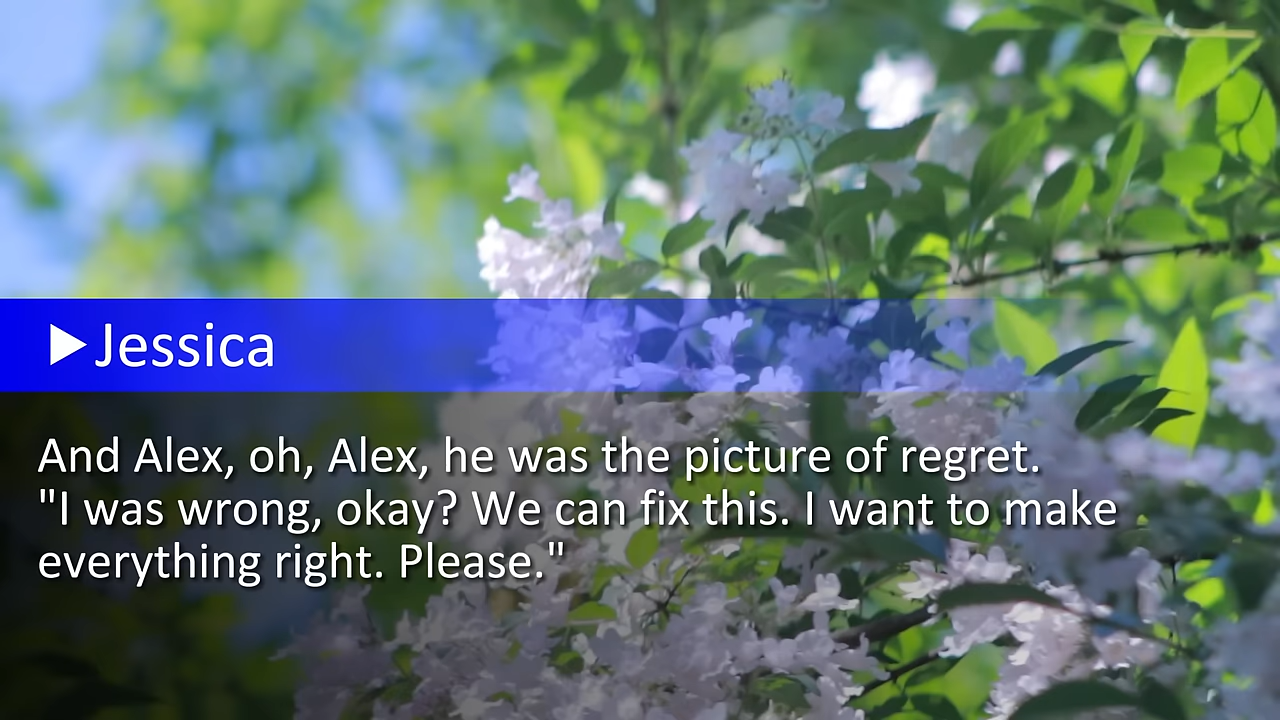 ▶Jessica
And Alex, oh, Alex, he was the picture of regret.
"I was wrong, okay? We can fix this. I want to make
everything right. Please."